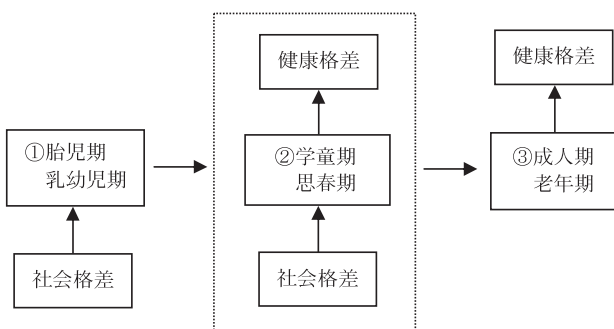 健康格差
健康格差
①胎児期
乳幼児期
②学童期
思春期
③成人期
老年期
社会格差
社会格差